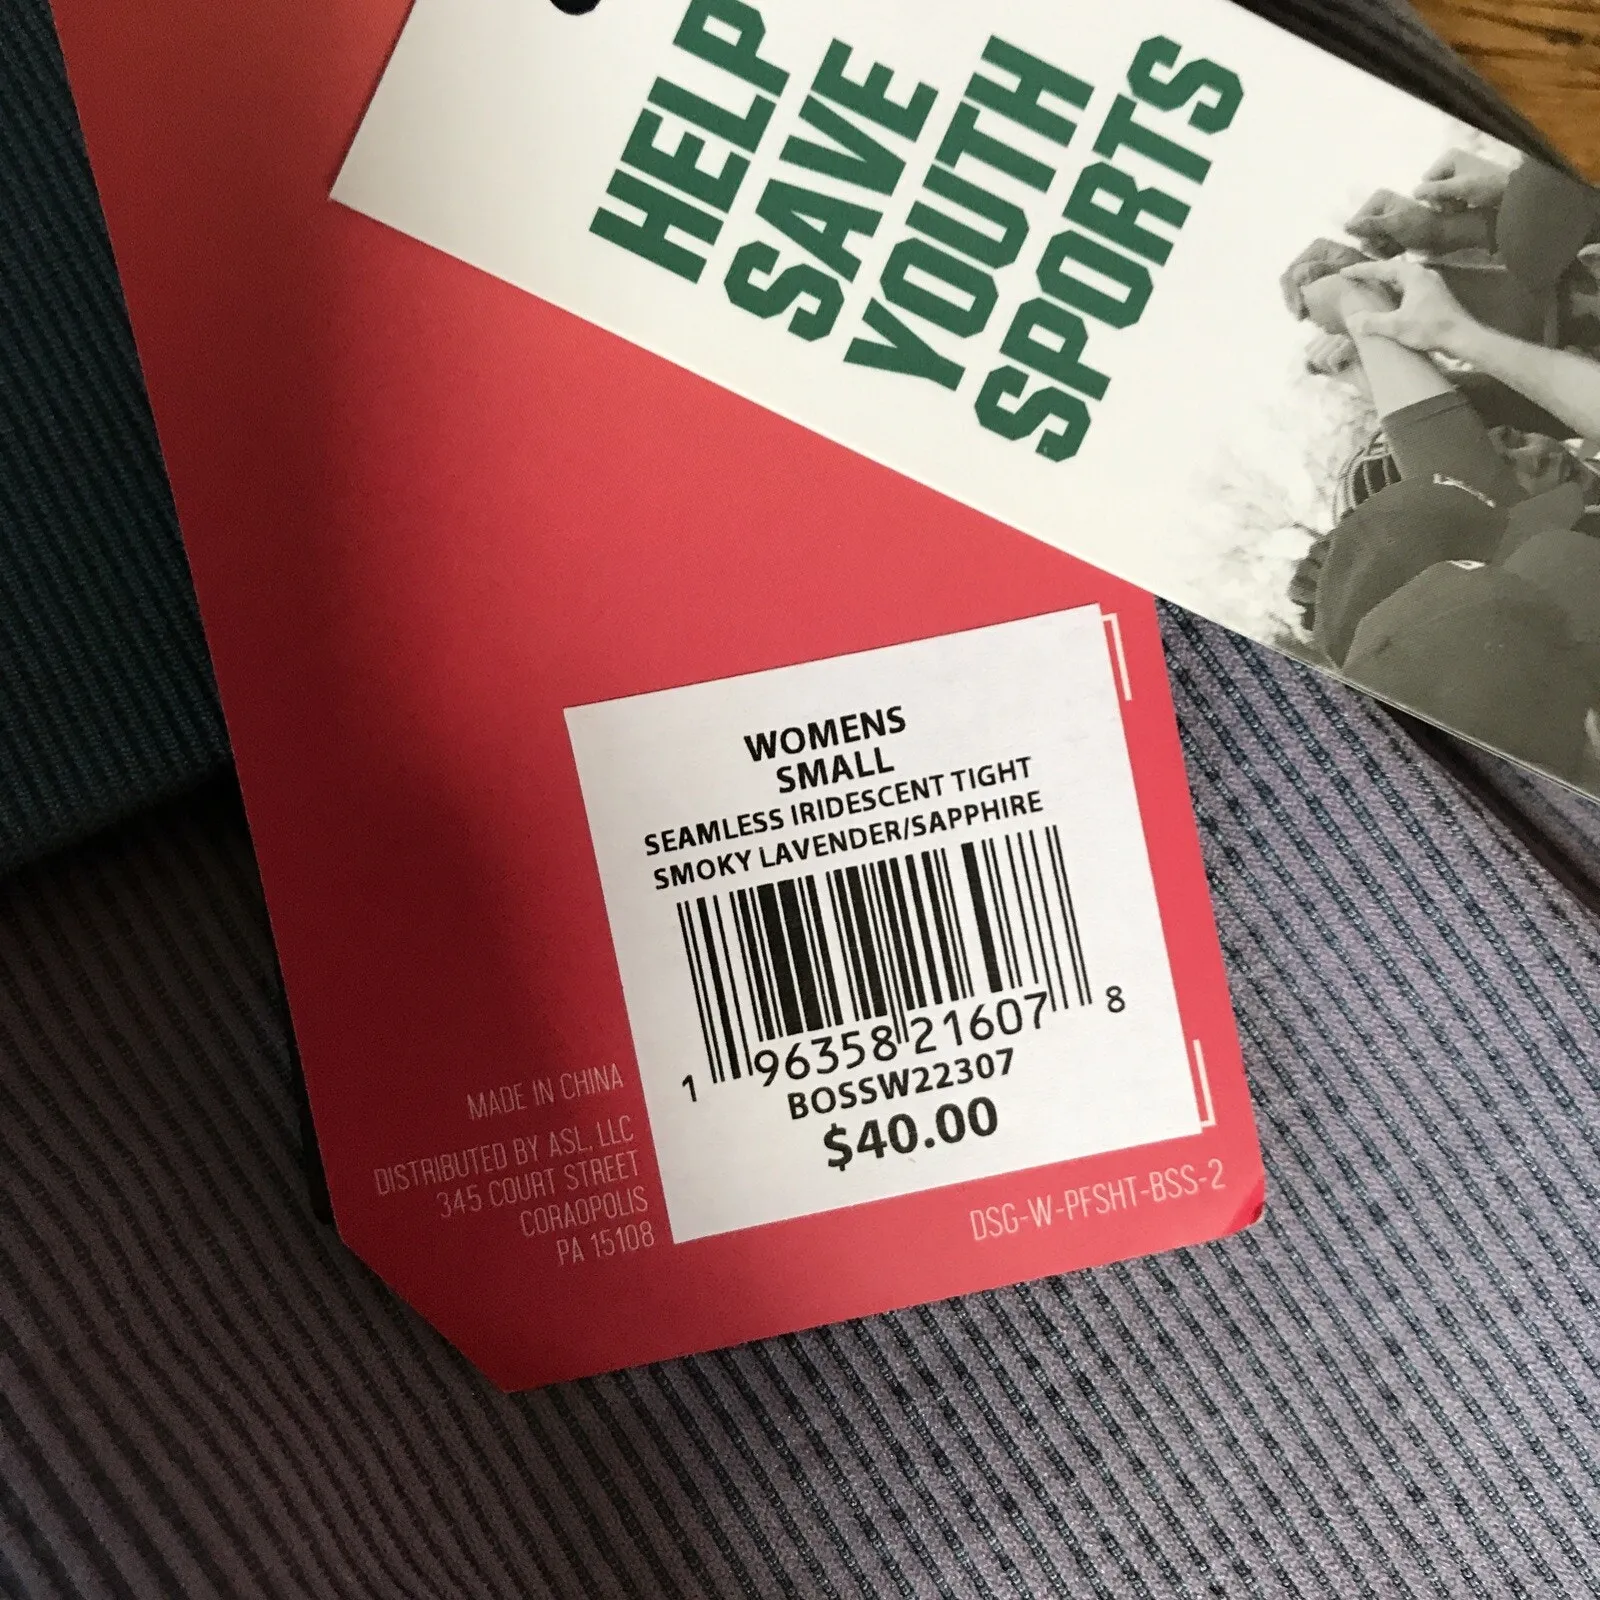 HELP
SAVE
YOUTH
SPORTS
WOMENS
SMALL
SEAMLESS IRIDESCENT TIGHT
SMOKY LAVENDER/SAPPHIRE
1 96358 21607 8
BOSSW22307
$40.00
MADE IN CHINA
DISTRIBUTED BY ASL, LLC
345 COURT STREET
CORAOPOLIS
PA 15108
DSG-W-PFSHT-BSS-2